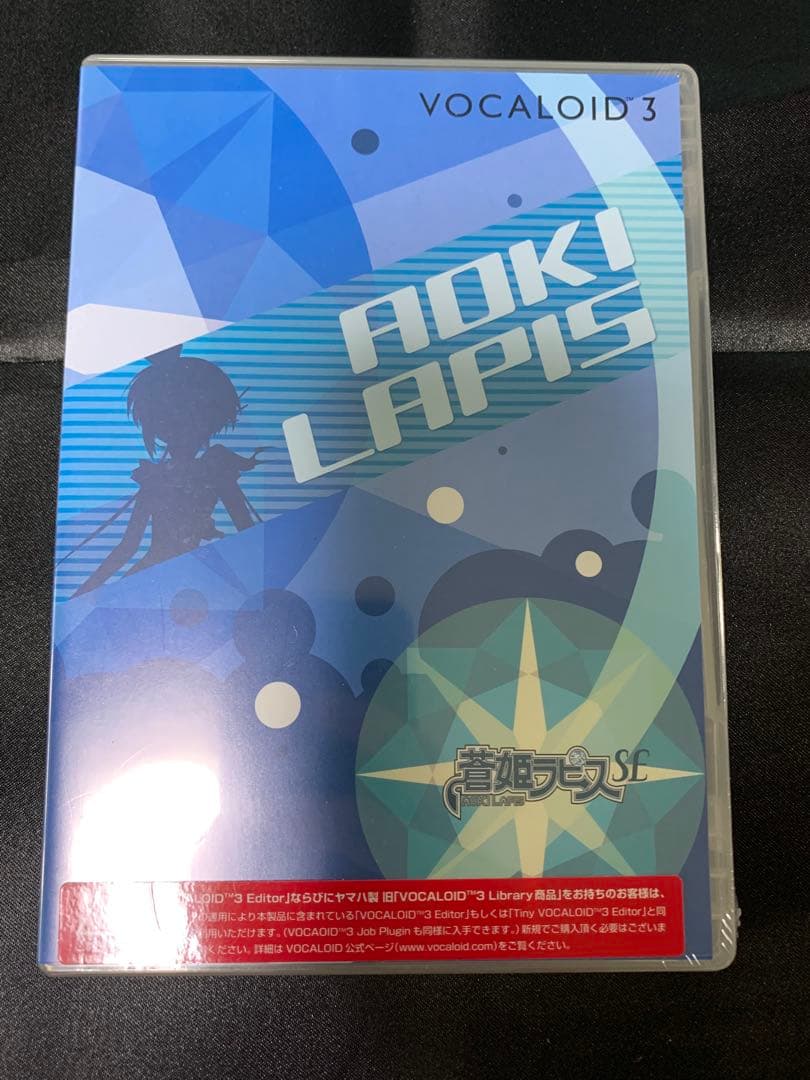 VOCALOID™ 3
AOKI
LAPIS
蒼姫ラピス SE
AOKI LAPIS
ALOID™3 Editor」ならびにヤマハ製 旧「VOCALOID™3 Library商品」をお持ちのお客様は、
の適用により本製品に含まれている「VOCALOID™3 Editor」もしくは「Tiny VOCALOID™3 Editor」と同
利用いただけます。（VOCAOID™3 Job Plugin も同様に入手できます。）新規でご購入頂く必要はございま
ください。詳細は VOCALOID 公式ページ（www.vocaloid.com）をご覧ください。